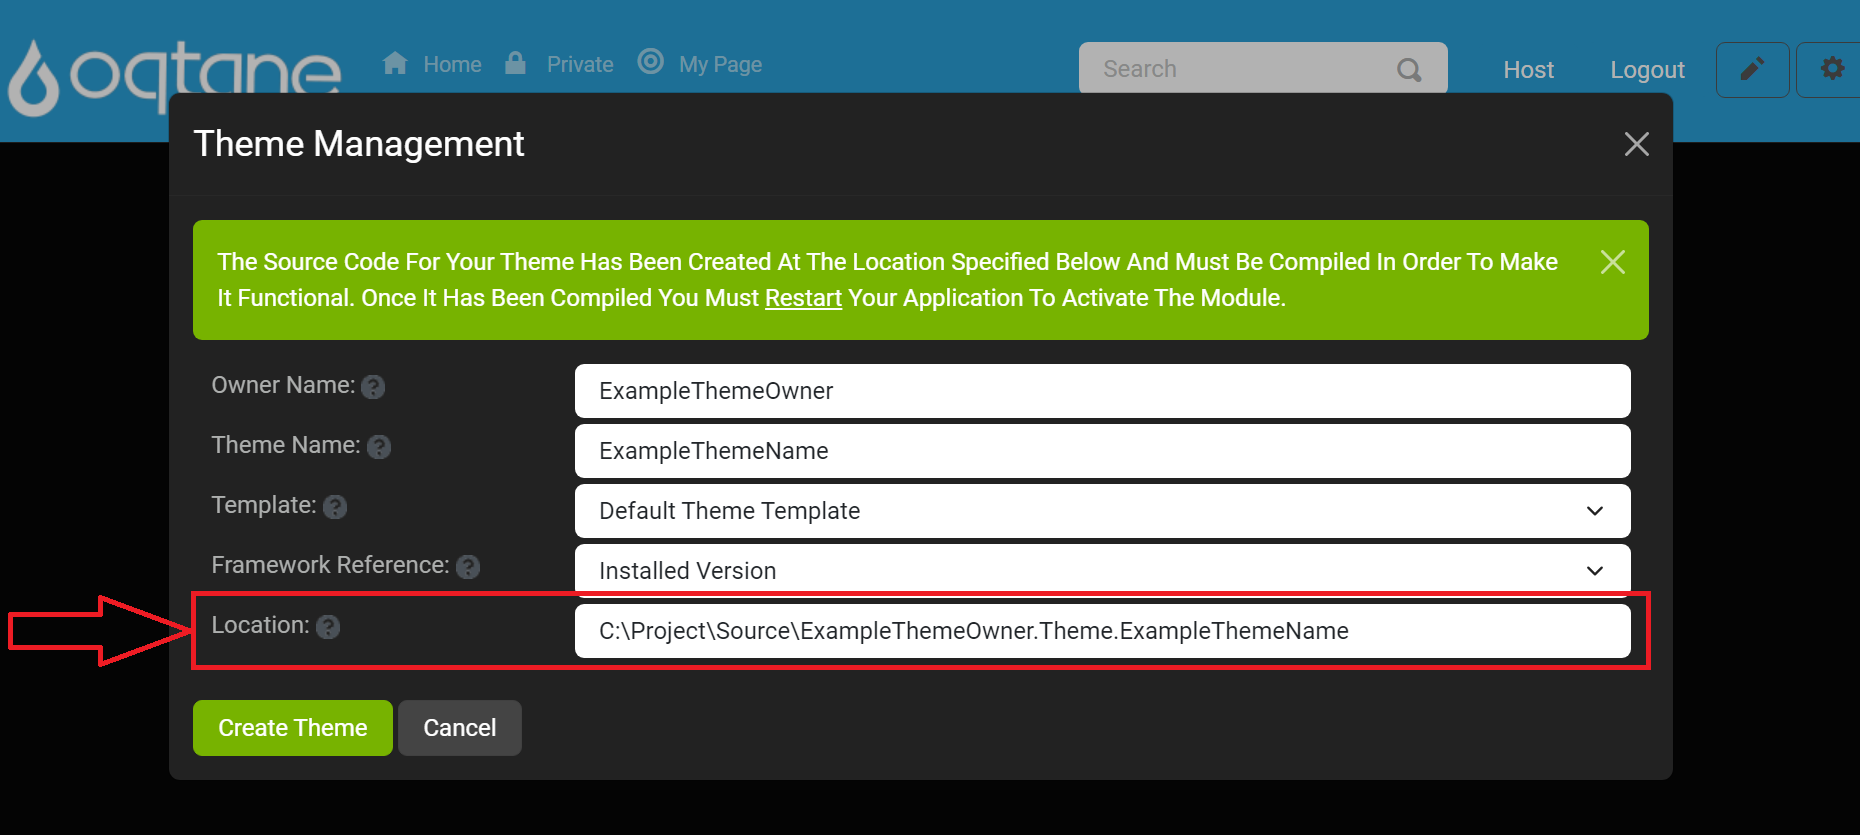 oqtane
Home
Private
My Page
Search
Host
Logout
Theme Management
The Source Code For Your Theme Has Been Created At The Location Specified Below And Must Be Compiled In Order To Make
It Functional. Once It Has Been Compiled You Must Restart Your Application To Activate The Module.
Owner Name: ?
ExampleThemeOwner
Theme Name: ?
ExampleThemeName
Template: ?
Default Theme Template
Framework Reference: ?
Installed Version
Location: ?
C:\Project\Source\ExampleThemeOwner.Theme.ExampleThemeName
Create Theme
Cancel